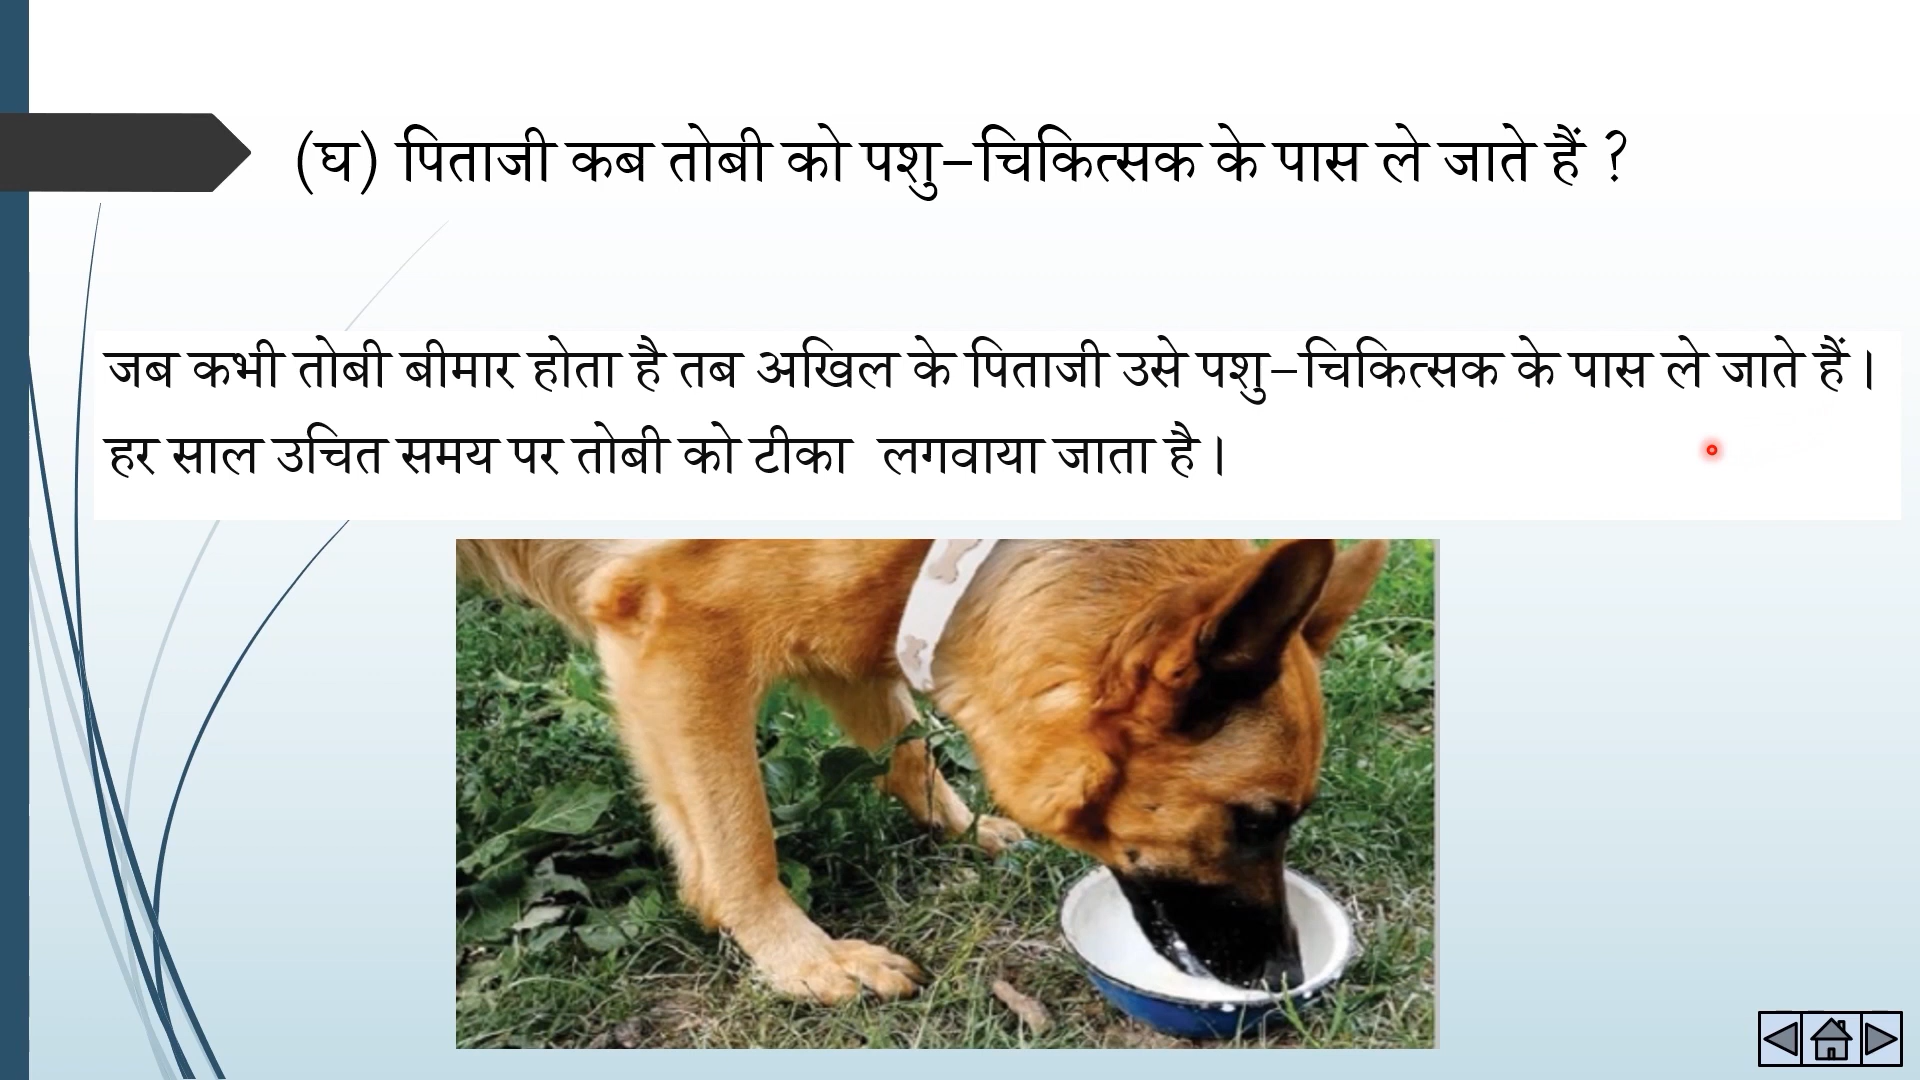 (घ) पिताजी कब तोबी को पशु-चिकित्सक के पास ले जाते हैं ?
जब कभी तोबी बीमार होता है तब अखिल के पिताजी उसे पशु-चिकित्सक के पास ले जाते हैं।
हर साल उचित समय पर तोबी को टीका लगवाया जाता है।